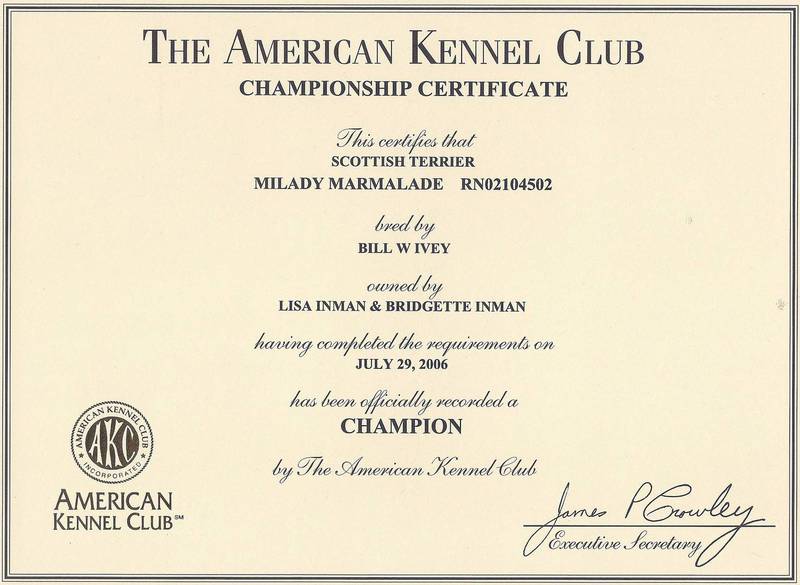 THE AMERICAN KENNEL CLUB
CHAMPIONSHIP CERTIFICATE
This certifies that
SCOTTISH TERRIER
MILADY MARMALADE RN02104502
bred by
BILL W IVEY
owned by
LISA INMAN & BRIDGETTE INMAN
having completed the requirements on
JULY 29, 2006
has been officially recorded a
CHAMPION
by The American Kennel Club
AMERICAN KENNEL CLUB
AKC
INCORPORATED
AMERICAN
KENNEL CLUB℠
James P Crowley
Executive Secretary